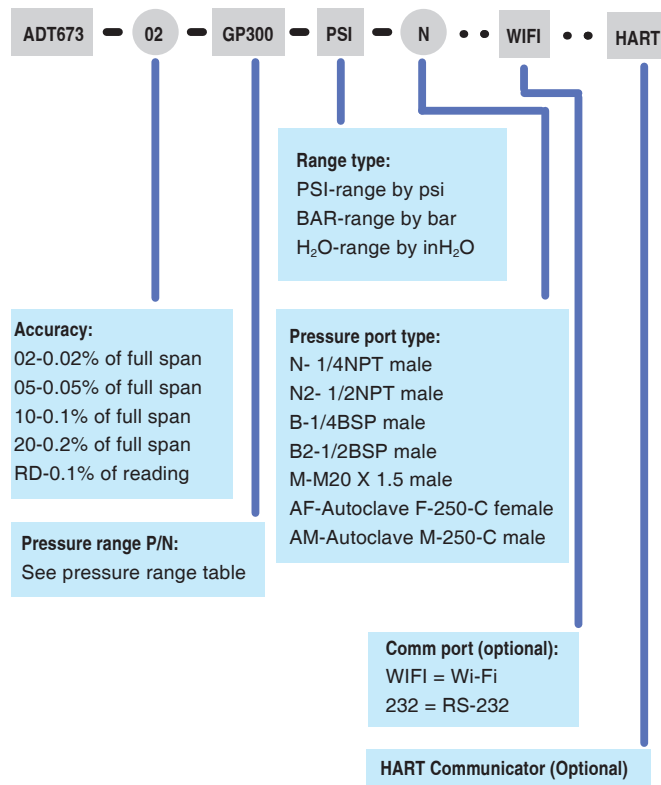 ADT673 – 02 – GP300 – PSI – N •• WIFI •• HART
Range type:
PSI-range by psi
BAR-range by bar
H₂O-range by inH₂O
Accuracy:
02-0.02% of full span
05-0.05% of full span
10-0.1% of full span
20-0.2% of full span
RD-0.1% of reading
Pressure port type:
N- 1/4NPT male
N2- 1/2NPT male
B-1/4BSP male
B2-1/2BSP male
M-M20 X 1.5 male
AF-Autoclave F-250-C female
AM-Autoclave M-250-C male
Pressure range P/N:
See pressure range table
Comm port (optional):
WIFI = Wi-Fi
232 = RS-232
HART Communicator (Optional)